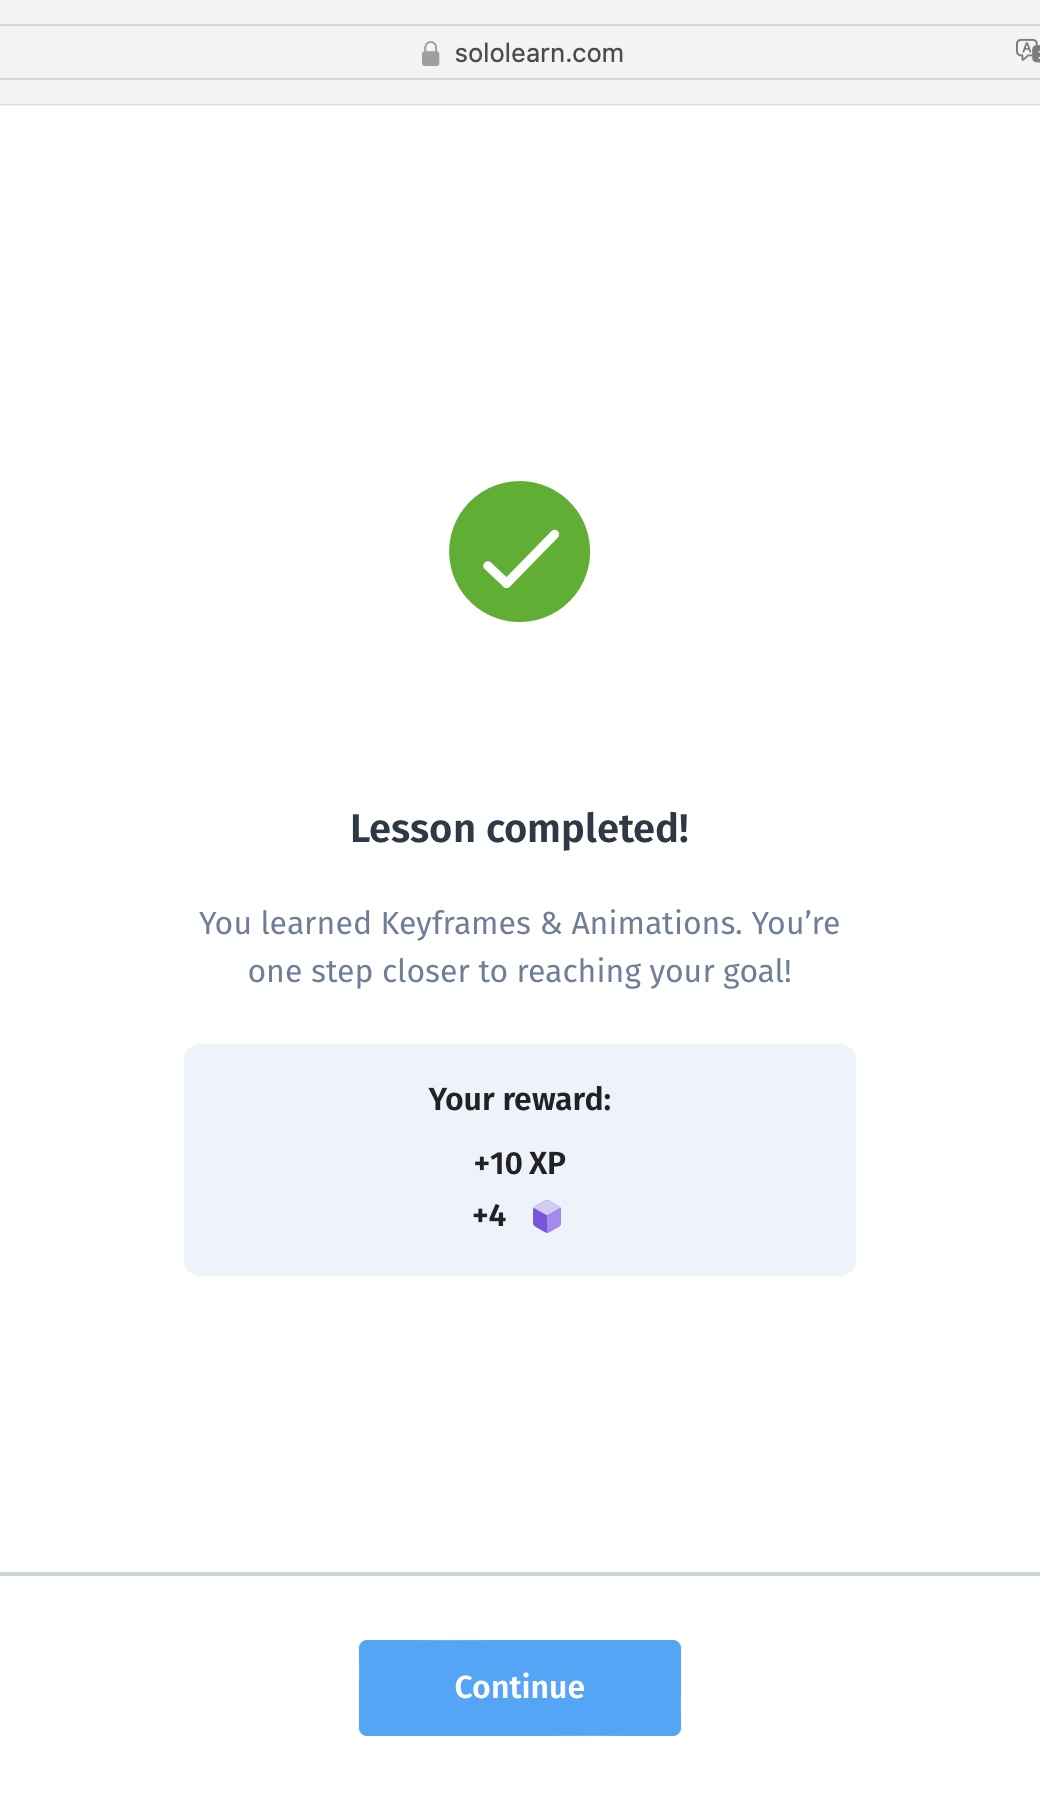 sololearn.com
Lesson completed!
You learned Keyframes & Animations. You’re
one step closer to reaching your goal!
Your reward:
+10 XP
+4
Continue